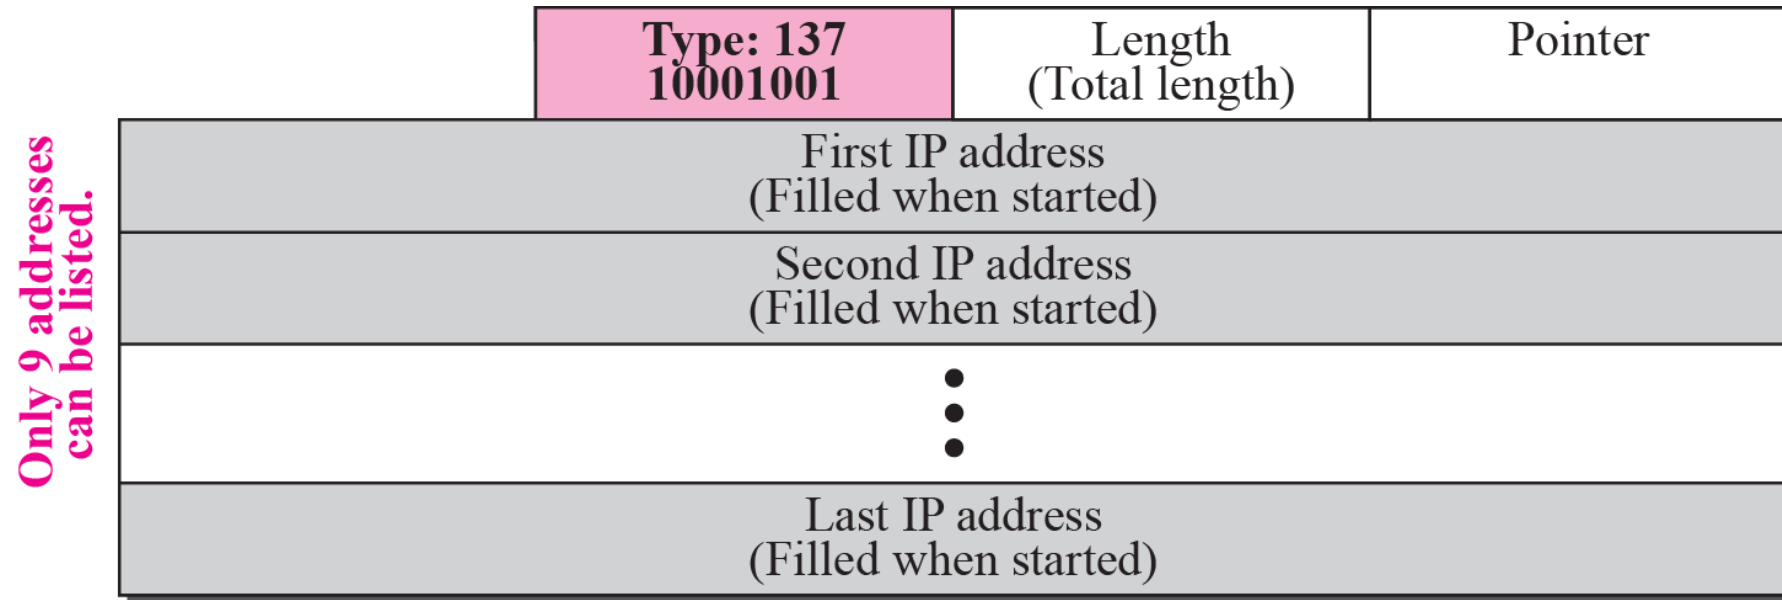 Type: 137
10001001
Length
(Total length)
Pointer
Only 9 addresses
can be listed.
First IP address
(Filled when started)
Second IP address
(Filled when started)
Last IP address
(Filled when started)